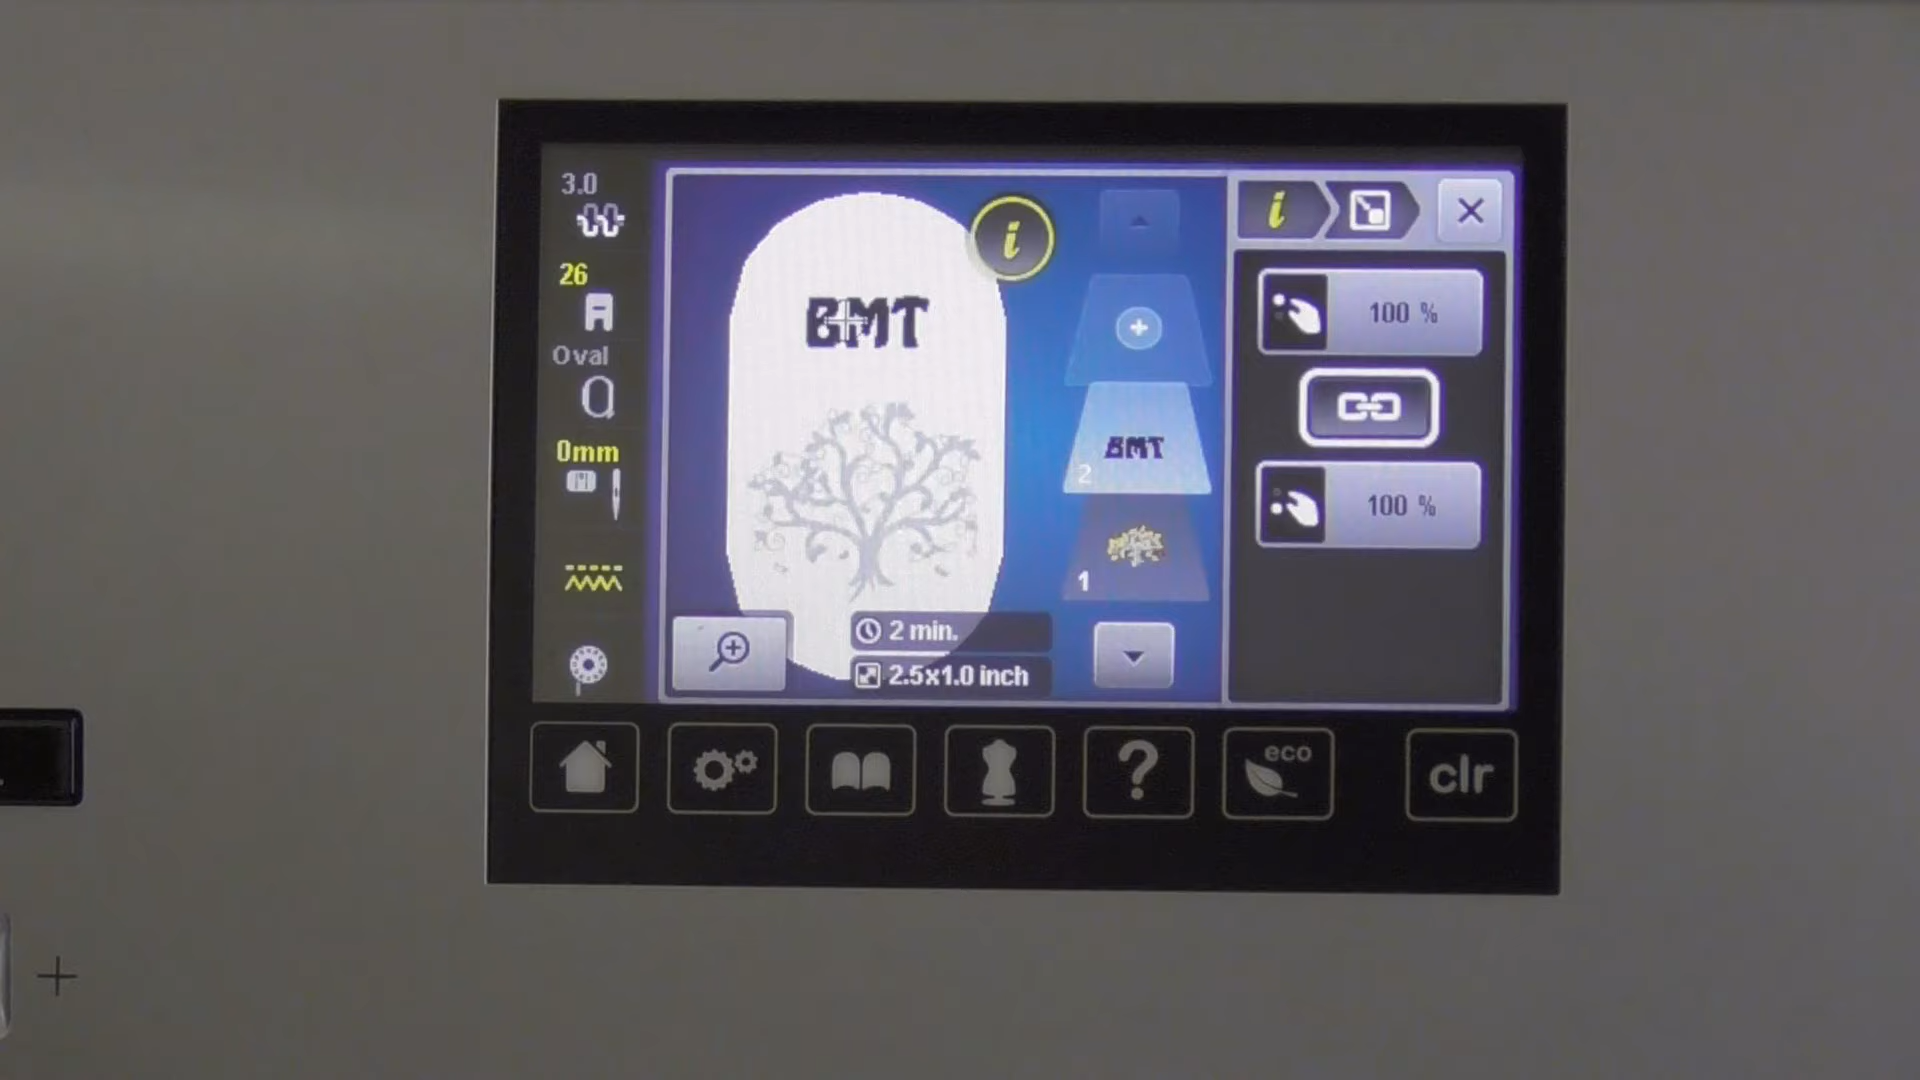 3.0
26
Oval
0mm
i
BMT
2 min.
2.5x1.0 inch
BMT
2
1
i
100 %
100 %
?
eco
clr